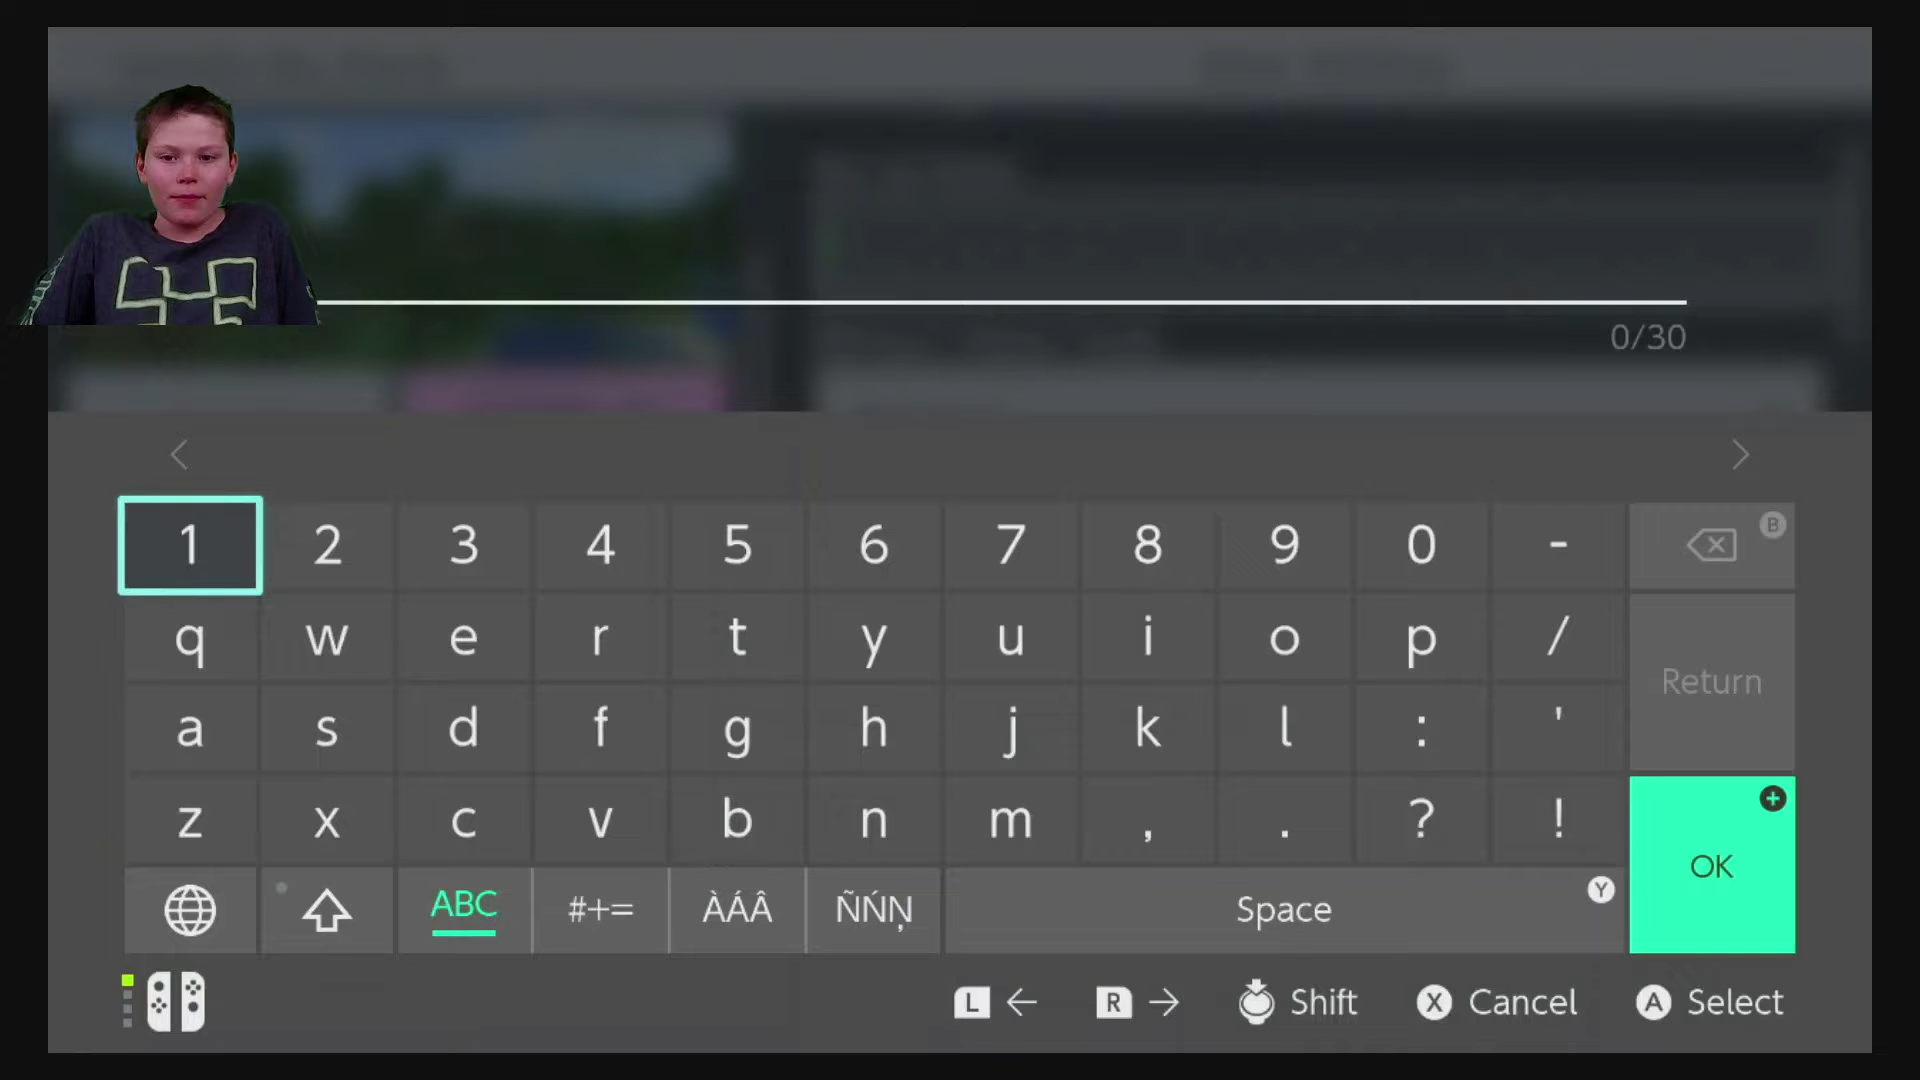 0/30
1 2 3 4 5 6 7 8 9 0 - B
q w e r t y u i o p / Return
a s d f g h j k l : '
z x c v b n m , . ? ! OK
ABC #+= ÀÁÂ ÑŃŅ Space Y
L ← R → Shift X Cancel A Select